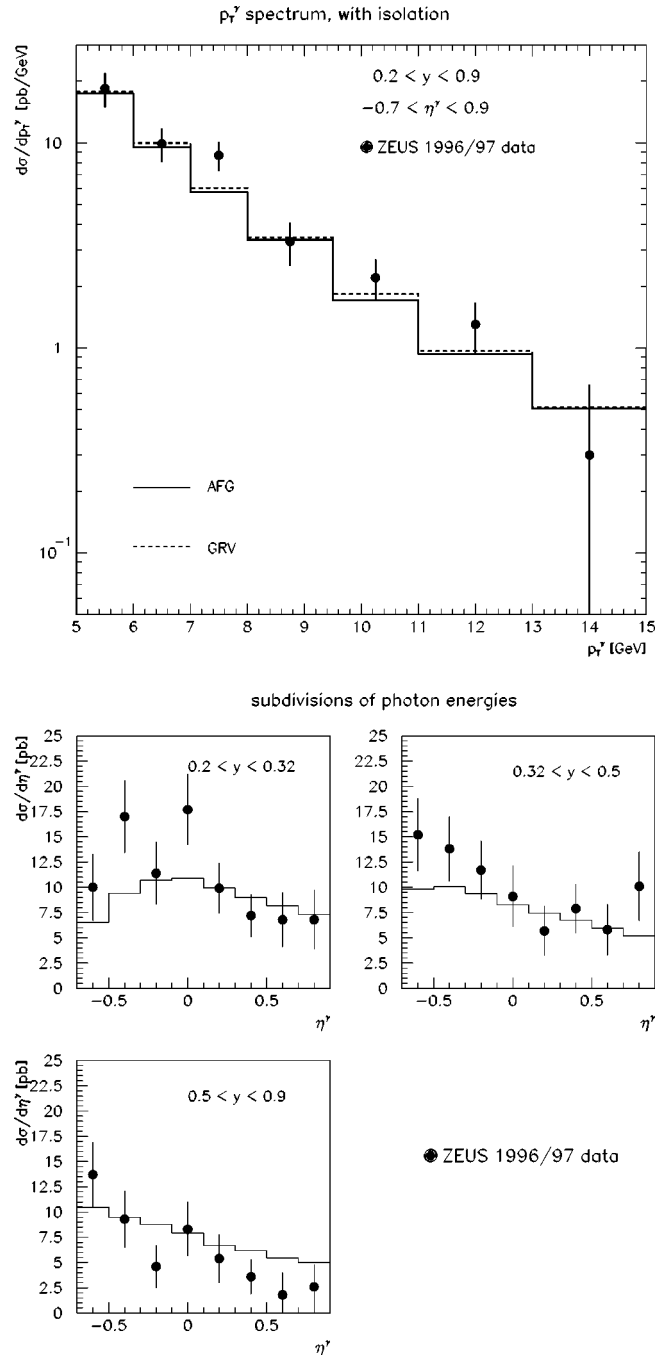 p_T^γ spectrum, with isolation
dσ/dp_T^γ [pb/GeV]
0.2 < y < 0.9
−0.7 < η^γ < 0.9
ZEUS 1996/97 data
10
1
AFG
GRV
10^−1
5 6 7 8 9 10 11 12 13 14 15
p_T^γ [GeV]
subdivisions of photon energies
dσ/dη^γ [pb]
25
22.5
20
17.5
15
12.5
10
7.5
5
2.5
0
0.2 < y < 0.32
−0.5 0 0.5
η^γ
25
22.5
20
17.5
15
12.5
10
7.5
5
2.5
0
0.32 < y < 0.5
−0.5 0 0.5
η^γ
dσ/dη^γ [pb]
25
22.5
20
17.5
15
12.5
10
7.5
5
2.5
0
0.5 < y < 0.9
−0.5 0 0.5
η^γ
ZEUS 1996/97 data